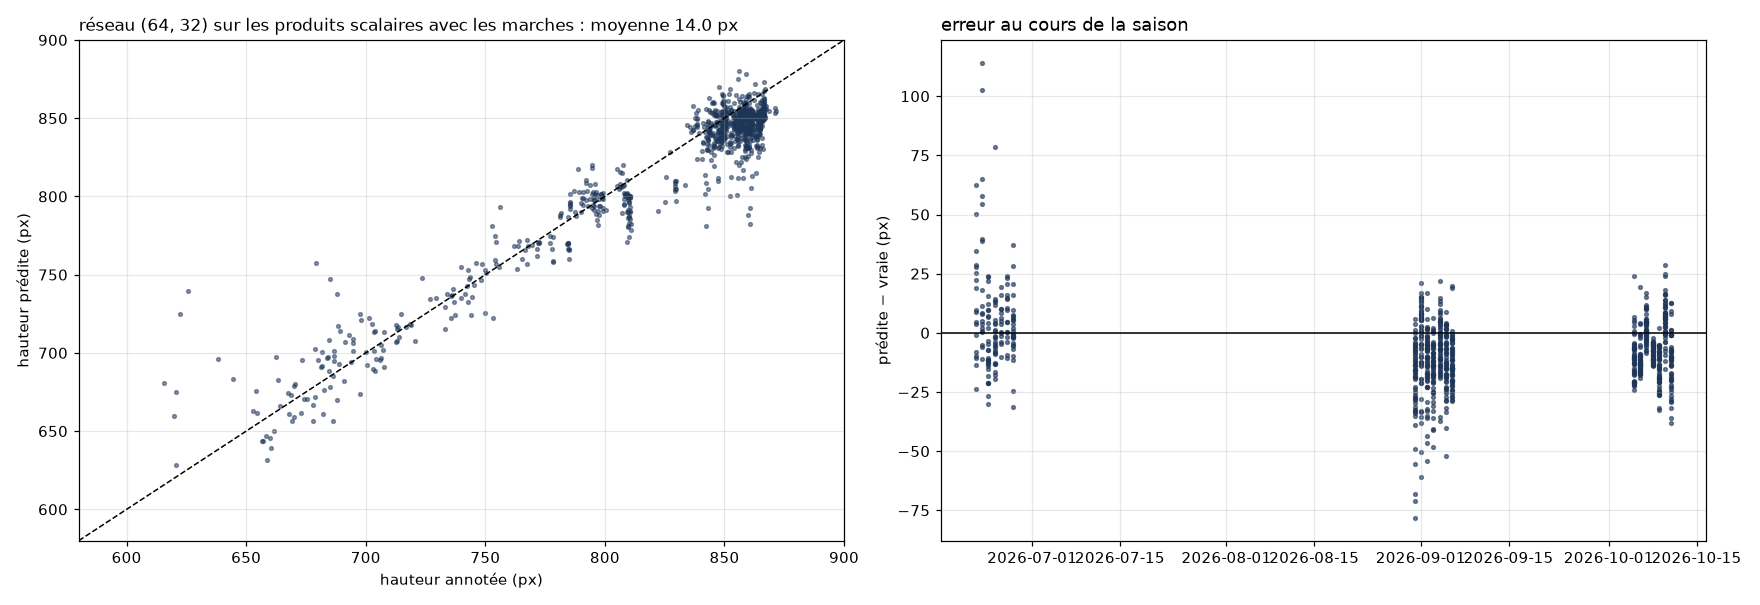 réseau (64, 32) sur les produits scalaires avec les marches : moyenne 14.0 px
900
850
800
750
700
650
600
hauteur prédite (px)
600 650 700 750 800 850 900
hauteur annotée (px)
erreur au cours de la saison
100
75
50
25
0
−25
−50
−75
prédite − vraie (px)
2026-07-01 2026-07-15 2026-08-01 2026-08-15 2026-09-01 2026-09-15 2026-10-01 2026-10-15